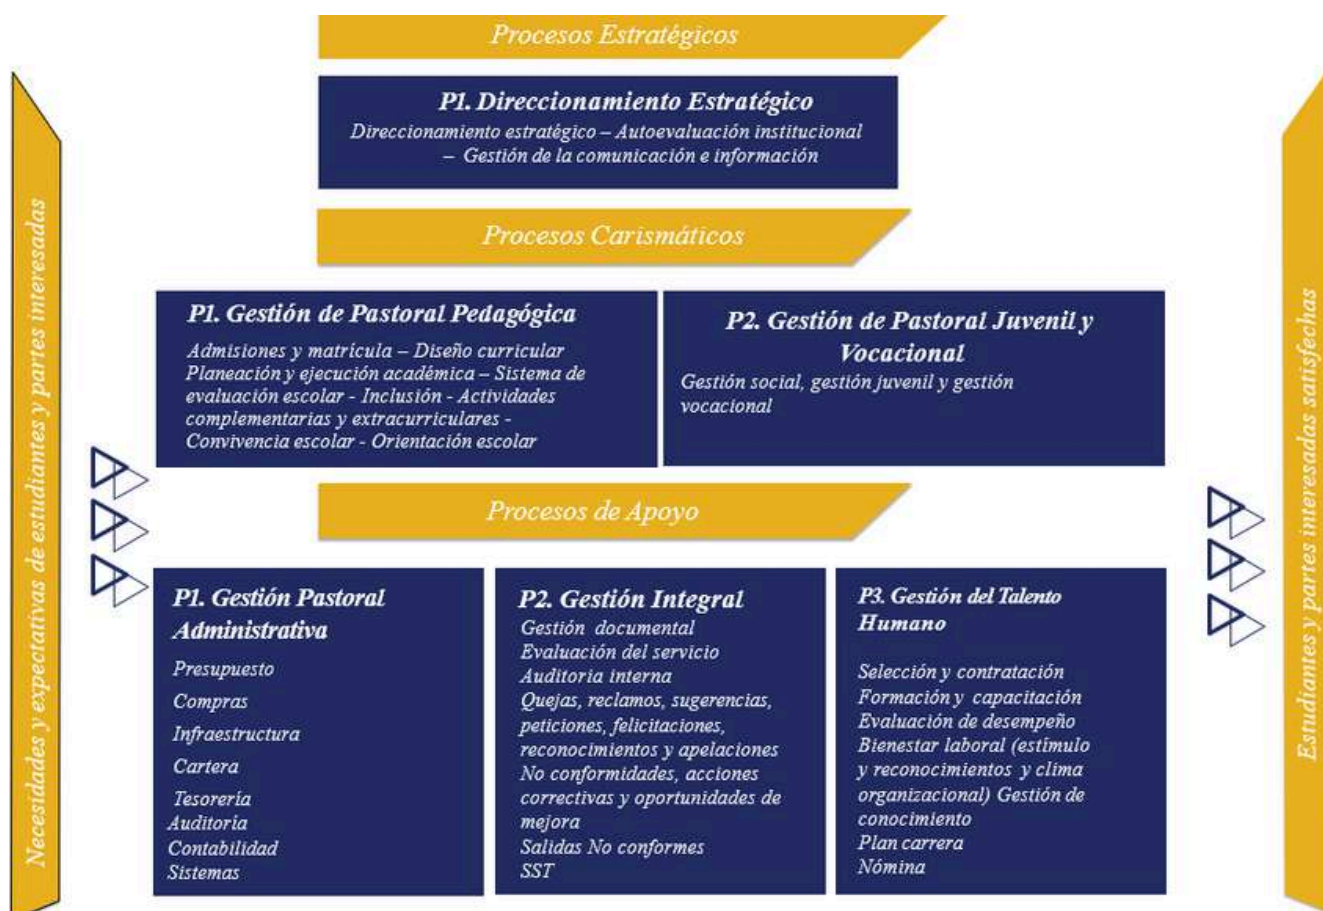 Procesos Estratégicos
Necesidades y expectativas de estudiantes y partes interesadas
P1. Direccionamiento Estratégico
Direccionamiento estratégico – Autoevaluación institucional
– Gestión de la comunicación e información
Procesos Carismáticos
P1. Gestión de Pastoral Pedagógica
Admisiones y matrícula – Diseño curricular
Planeación y ejecución académica – Sistema de
evaluación escolar - Inclusión - Actividades
complementarias y extracurriculares -
Convivencia escolar - Orientación escolar
P2. Gestión de Pastoral Juvenil y
Vocacional
Gestión social, gestión juvenil y gestión
vocacional
Procesos de Apoyo
P1. Gestión Pastoral
Administrativa
Presupuesto
Compras
Infraestructura
Cartera
Tesorería
Auditoría
Contabilidad
Sistemas
P2. Gestión Integral
Gestión documental
Evaluación del servicio
Auditoria interna
Quejas, reclamos, sugerencias,
peticiones, felicitaciones,
reconocimientos y apelaciones
No conformidades, acciones
correctivas y oportunidades de
mejora
Salidas No conformes
SST
P3. Gestión del Talento
Humano
Selección y contratación
Formación y capacitación
Evaluación de desempeño
Bienestar laboral (estímulo
y reconocimientos y clima
organizacional) Gestión de
conocimiento
Plan carrera
Nómina
Estudiantes y partes interesadas satisfechas